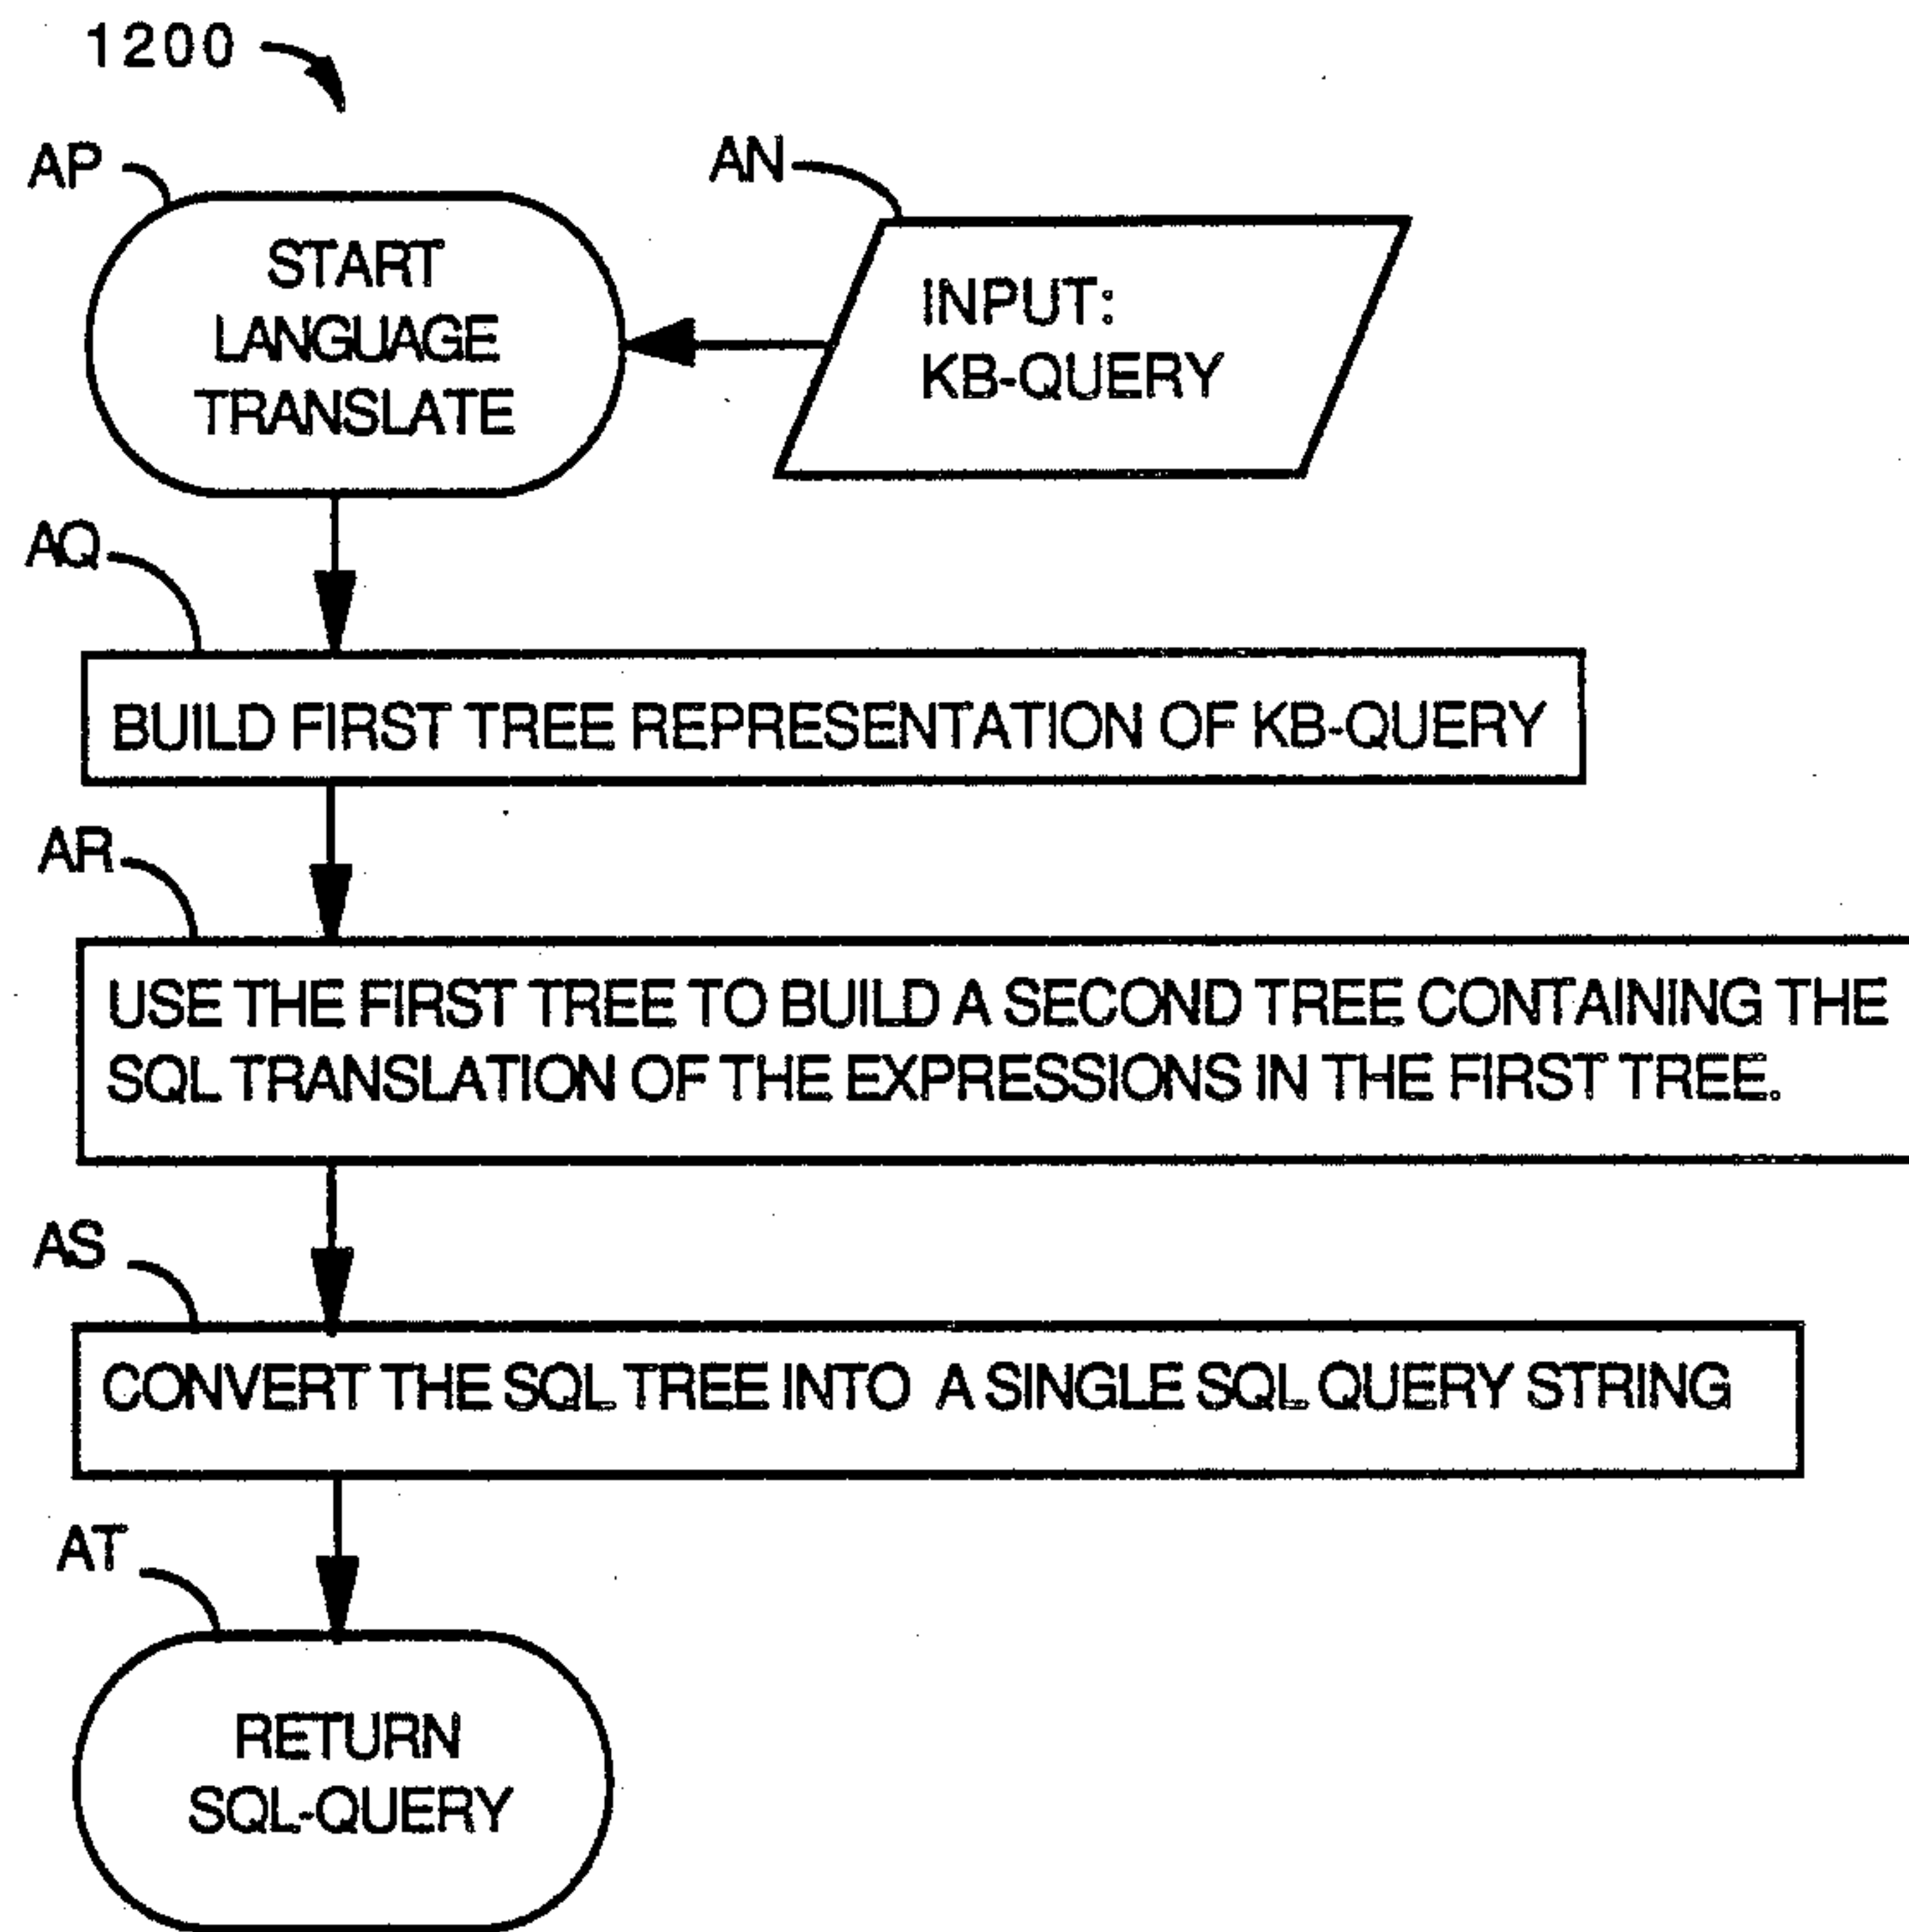 1200
AP
AN
START
LANGUAGE
TRANSLATE
INPUT:
KB-QUERY
AQ
BUILD FIRST TREE REPRESENTATION OF KB-QUERY
AR
USE THE FIRST TREE TO BUILD A SECOND TREE CONTAINING THE
SQL TRANSLATION OF THE EXPRESSIONS IN THE FIRST TREE.
AS
CONVERT THE SQL TREE INTO A SINGLE SQL QUERY STRING
AT
RETURN
SQL-QUERY